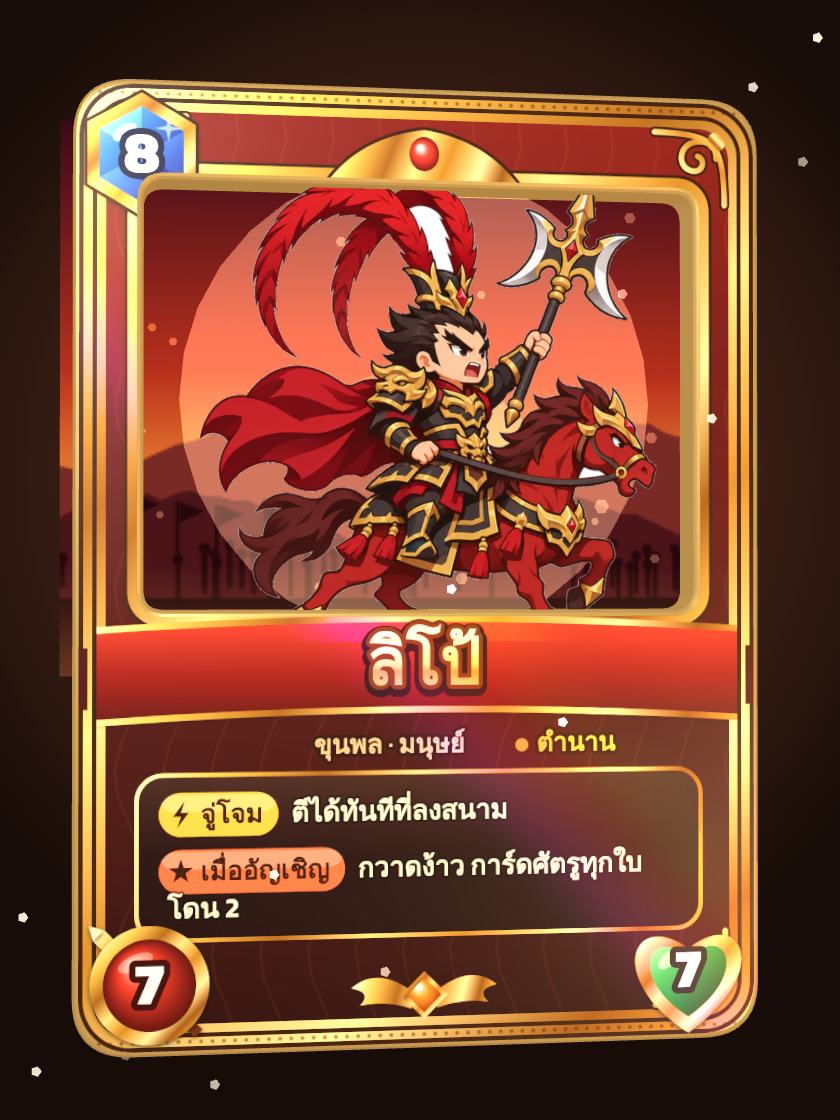 8
ลิโป้
ขุนพล · มนุษย์ ตำนาน
จู่โจม ตีได้ทันทีที่ลงสนาม
เมื่ออัญเชิญ กวาดง้าว การ์ดศัตรูทุกใบ
โดน 2
7 7